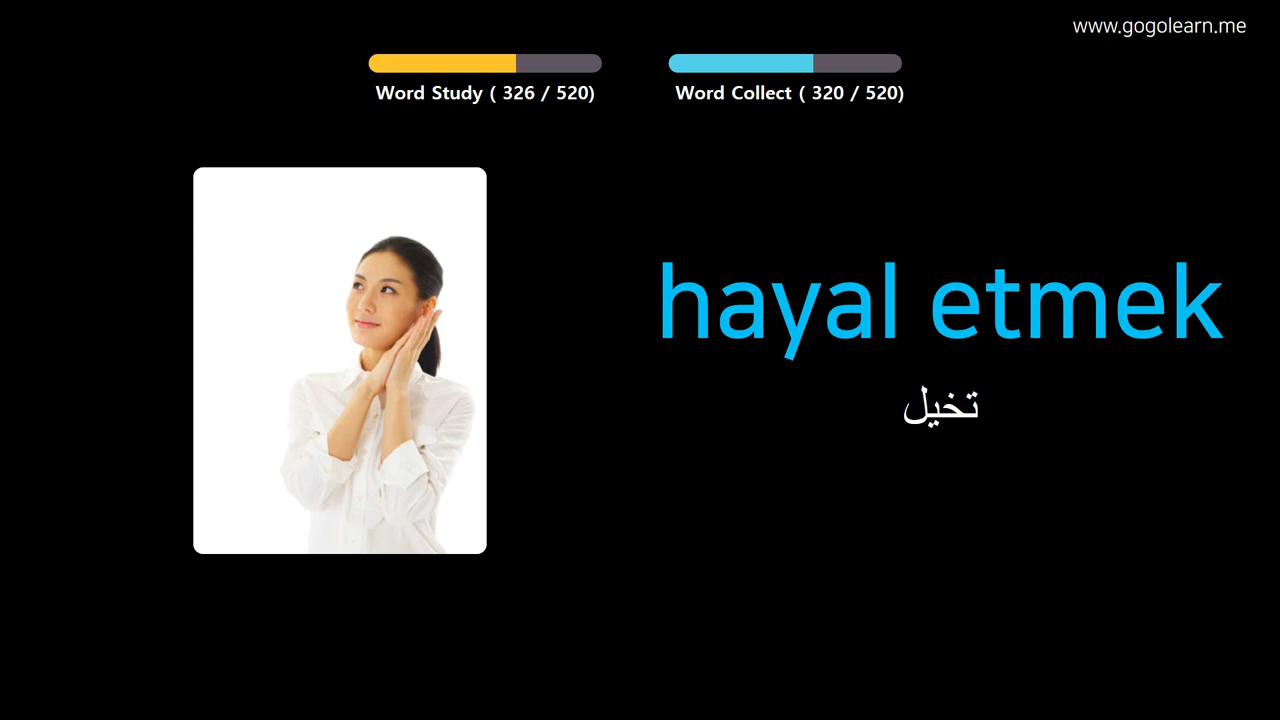 www.gogolearn.me
Word Study ( 326 / 520)
Word Collect ( 320 / 520)
hayal etmek
تخيل